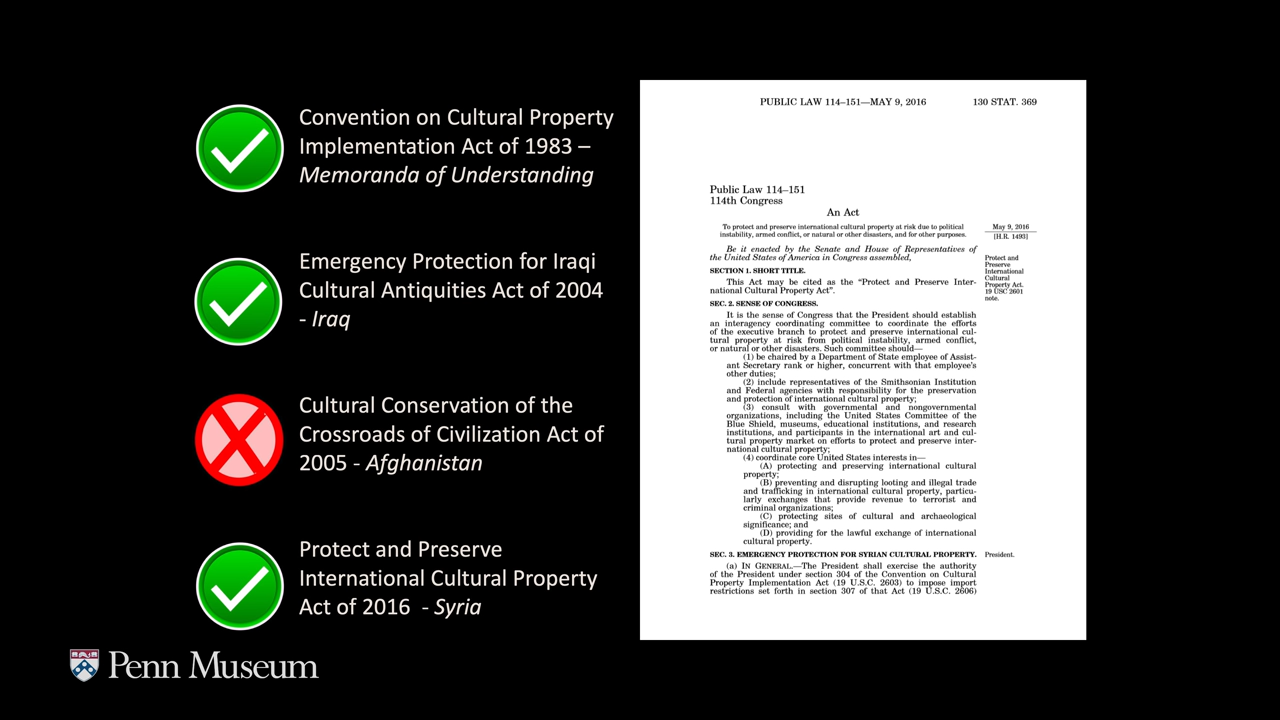 Convention on Cultural Property
Implementation Act of 1983 –
Memoranda of Understanding
Emergency Protection for Iraqi
Cultural Antiquities Act of 2004
- Iraq
Cultural Conservation of the
Crossroads of Civilization Act of
2005 - Afghanistan
Protect and Preserve
International Cultural Property
Act of 2016 - Syria
Penn Museum
PUBLIC LAW 114–151—MAY 9, 2016
130 STAT. 369
Public Law 114–151
114th Congress
An Act
To protect and preserve international cultural property at risk due to political
instability, armed conflict, or natural or other disasters, and for other purposes.
May 9, 2016
[H.R. 1493]
Be it enacted by the Senate and House of Representatives of
the United States of America in Congress assembled,
Protect and
Preserve
International
Cultural
Property Act.
19 USC 2601
note.
SECTION 1. SHORT TITLE.
This Act may be cited as the “Protect and Preserve Inter-
national Cultural Property Act”.
SEC. 2. SENSE OF CONGRESS.
It is the sense of Congress that the President should establish
an interagency coordinating committee to coordinate the efforts
of the executive branch to protect and preserve international cul-
tural property at risk from political instability, armed conflict,
or natural or other disasters. Such committee should—
(1) be chaired by a Department of State employee of Assist-
ant Secretary rank or higher, concurrent with that employee’s
other duties;
(2) include representatives of the Smithsonian Institution
and Federal agencies with responsibility for the preservation
and protection of international cultural property;
(3) consult with governmental and nongovernmental
organizations, including the United States Committee of the
Blue Shield, museums, educational institutions, and research
institutions, and participants in the international art and cul-
tural property market on efforts to protect and preserve inter-
national cultural property;
(4) coordinate core United States interests in—
(A) protecting and preserving international cultural
property;
(B) preventing and disrupting looting and illegal trade
and trafficking in international cultural property, particu-
larly exchanges that provide revenue to terrorist and
criminal organizations;
(C) protecting sites of cultural and archaeological
significance; and
(D) providing for the lawful exchange of international
cultural property.
SEC. 3. EMERGENCY PROTECTION FOR SYRIAN CULTURAL PROPERTY.
President.
(a) IN GENERAL.—The President shall exercise the authority
of the President under section 304 of the Convention on Cultural
Property Implementation Act (19 U.S.C. 2603) to impose import
restrictions set forth in section 307 of that Act (19 U.S.C. 2606)